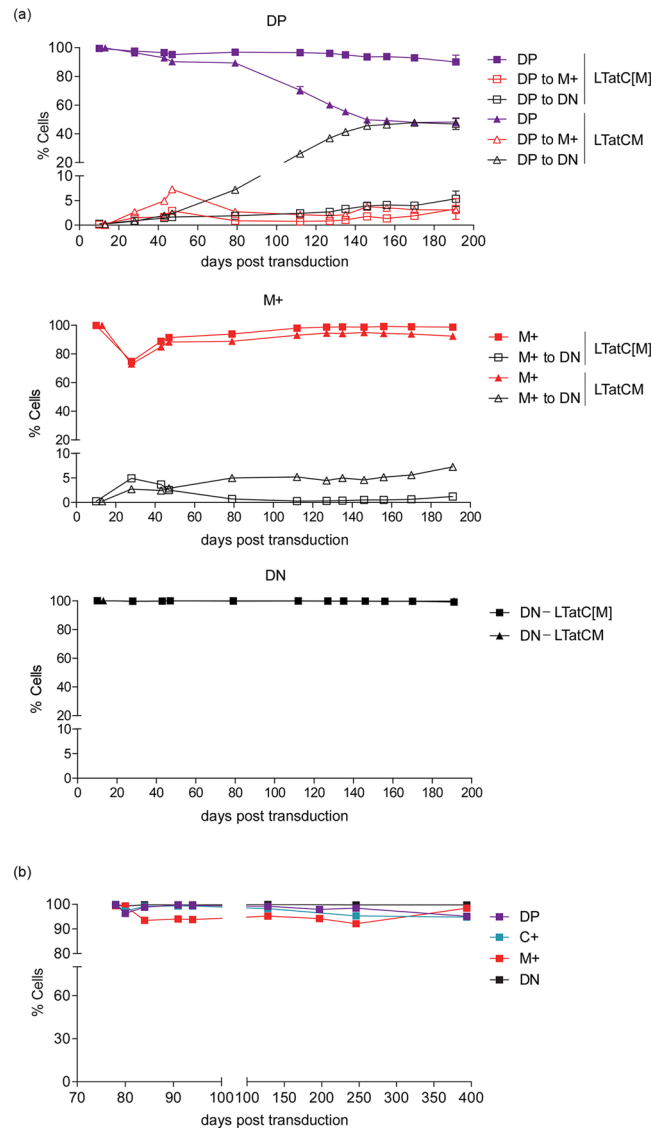 (a)
DP
% Cells
100
80
60
40
20
10
5
0
0 20 40 60 80 100 120 140 160 180 200
days post transduction
DP
DP to M+
DP to DN
LTatC[M]
DP
DP to M+
DP to DN
LTatCM
M+
% Cells
100
80
60
40
20
10
5
0
0 20 40 60 80 100 120 140 160 180 200
days post transduction
M+
M+ to DN
LTatC[M]
M+
M+ to DN
LTatCM
DN
% Cells
100
80
60
40
20
10
5
0
0 20 40 60 80 100 120 140 160 180 200
days post transduction
DN – LTatC[M]
DN – LTatCM
(b)
% Cells
100
90
80
60
30
0
70 80 90 100 100 150 200 250 300 350 400
days post transduction
DP
C+
M+
DN